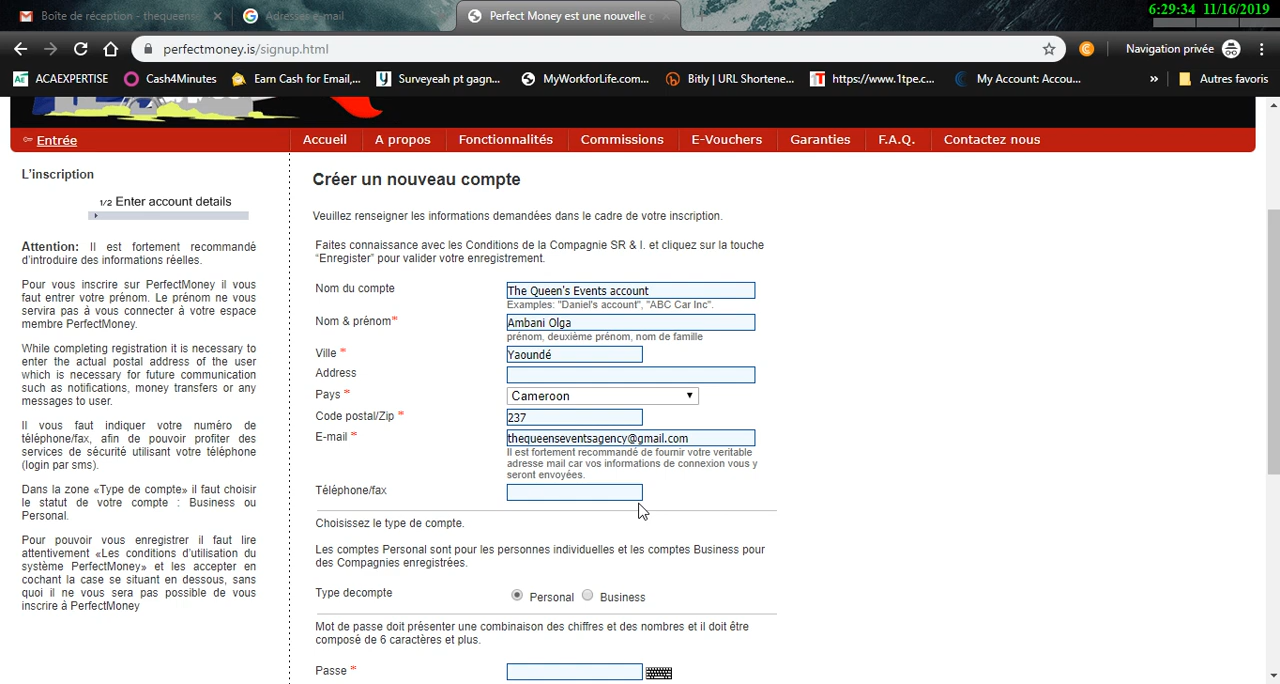 6:29:34 11/16/2019
Boîte de réception - thequeens
Adresses e-mail
Perfect Money est une nouvelle g
perfectmoney.is/signup.html
Navigation privée
ACAEXPERTISE
Cash4Minutes
Earn Cash for Email,...
Surveyeah pt gagn...
MyWorkforLife.com...
Bitly | URL Shortene...
https://www.1tpe.c...
My Account: Accou...
»
Autres favoris
Entrée
Accueil
A propos
Fonctionnalités
Commissions
E-Vouchers
Garanties
F.A.Q.
Contactez nous
L'inscription
1/2 Enter account details
Attention: Il est fortement recommandé
d'introduire des informations réelles.
Pour vous inscrire sur PerfectMoney il vous
faut entrer votre prénom. Le prénom ne vous
servira pas à vous connecter à votre espace
membre PerfectMoney.
While completing registration it is necessary to
enter the actual postal address of the user
which is necessary for future communication
such as notifications, money transfers or any
messages to user.
Il vous faut indiquer votre numéro de
téléphone/fax, afin de pouvoir profiter des
services de sécurité utilisant votre téléphone
(login par sms).
Dans la zone «Type de compte» il faut choisir
le statut de votre compte : Business ou
Personal.
Pour pouvoir vous enregistrer il faut lire
attentivement «Les conditions d'utilisation du
système PerfectMoney» et les accepter en
cochant la case se situant en dessous, sans
quoi il ne vous sera pas possible de vous
inscrire à PerfectMoney
Créer un nouveau compte
Veuillez renseigner les informations demandées dans le cadre de votre inscription.
Faites connaissance avec les Conditions de la Compagnie SR & I. et cliquez sur la touche
“Enregister” pour valider votre enregistrement.
Nom du compte
The Queen's Events account
Examples: "Daniel's account", "ABC Car Inc".
Nom & prénom*
Ambani Olga
prénom, deuxième prénom, nom de famille
Ville *
Yaoundé
Address
Pays *
Cameroon
Code postal/Zip *
237
E-mail *
thequeenseventsagency@gmail.com
Il est fortement recommandé de fournir votre veritable
adresse mail car vos informations de connexion vous y
seront envoyées.
Téléphone/fax
Choisissez le type de compte.
Les comptes Personal sont pour les personnes individuelles et les comptes Business pour
des Compagnies enregistrées.
Type decompte
Personal
Business
Mot de passe doit présenter une combinaison des chiffres et des nombres et il doit être
composé de 6 caractères et plus.
Passe *